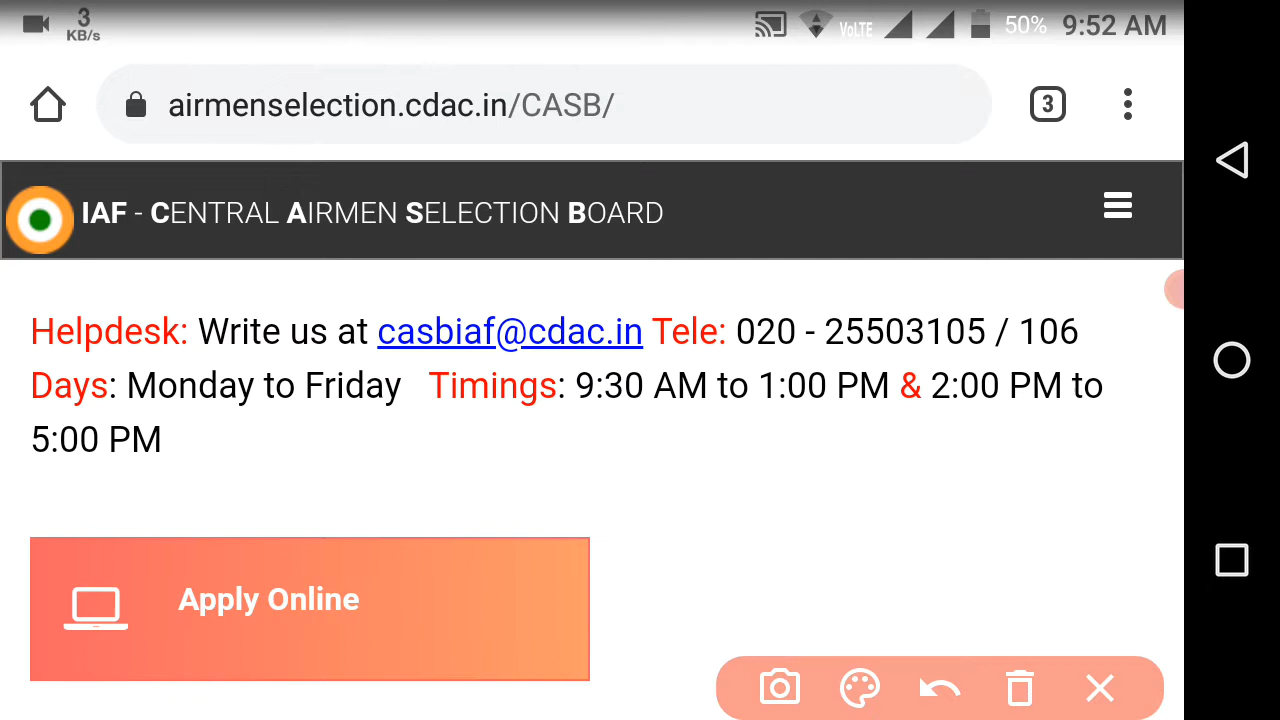 3
KB/s
VoLTE
50%
9:52 AM
airmenselection.cdac.in/CASB/
3
IAF - CENTRAL AIRMEN SELECTION BOARD
Helpdesk: Write us at casbiaf@cdac.in Tele: 020 - 25503105 / 106
Days: Monday to Friday Timings: 9:30 AM to 1:00 PM & 2:00 PM to
5:00 PM
Apply Online